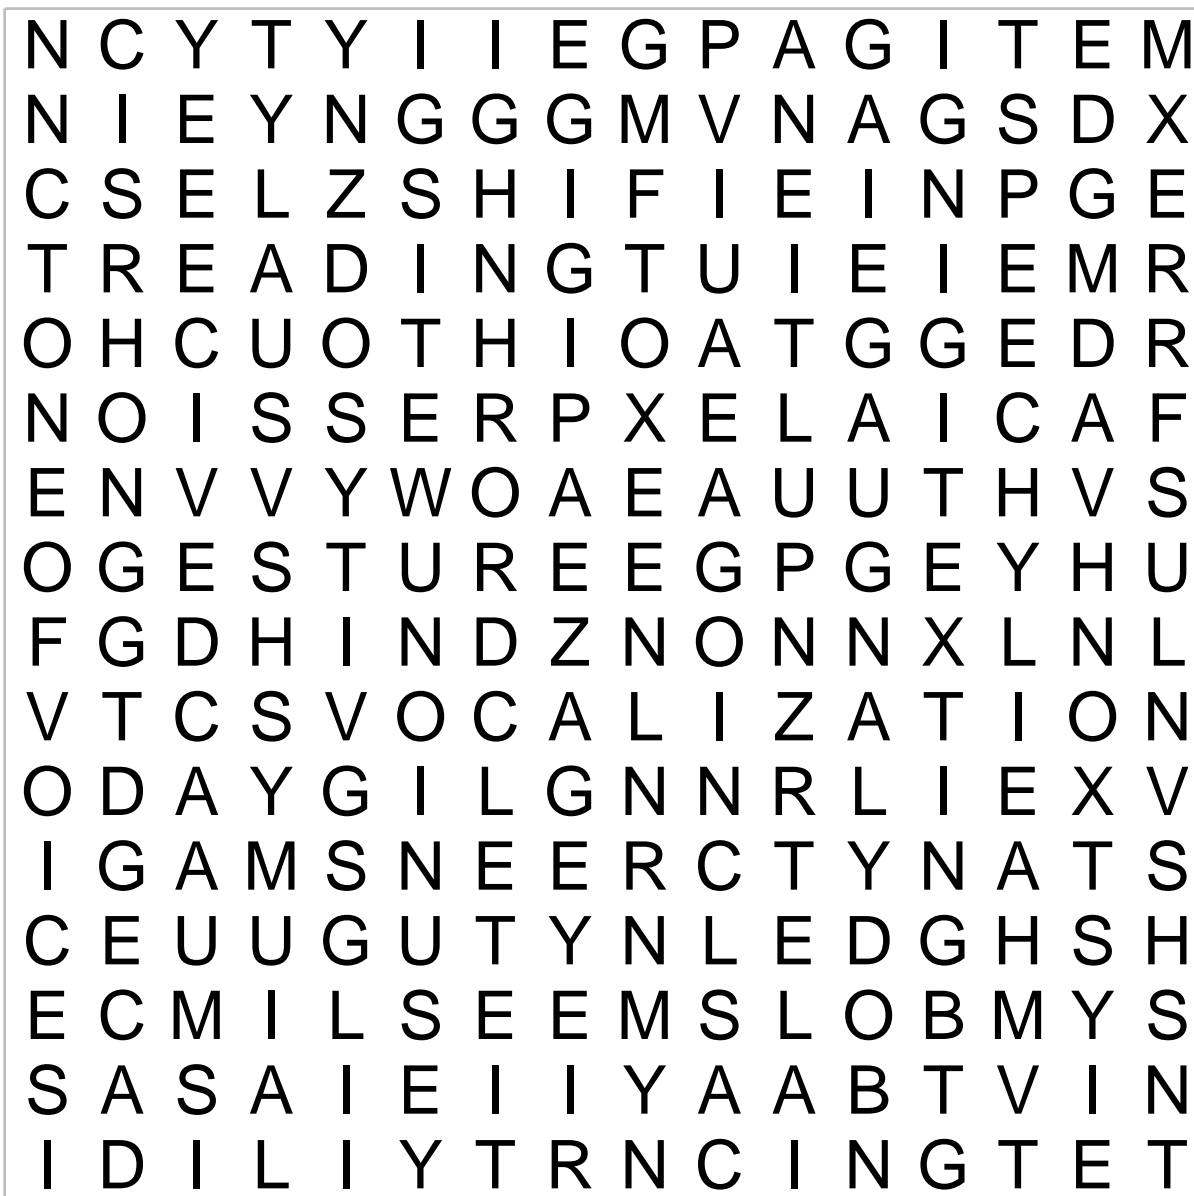 N C Y T Y I I E G P A G I T E M
N I E Y N G G G M V N A G S D X
C S E L Z S H I F I E I N P G E
T R E A D I N G T U I E I E M R
O H C U O T H I O A T G G E D R
N O I S S E R P X E L A I C A F
E N V V Y W O A E A U U T H V S
O G E S T U R E E G P G E Y H U
F G D H I N D Z N O N N X L N L
V T C S V O C A L I Z A T I O N
O D A Y G I L G N N R L I E X V
I G A M S N E E R C T Y N A T S
C E U U G U T Y N L E D G H S H
E C M I L S E E M S L O B M Y S
S A S A I E I I Y A A B T V I N
I D I L I Y T R N C I N G T E T